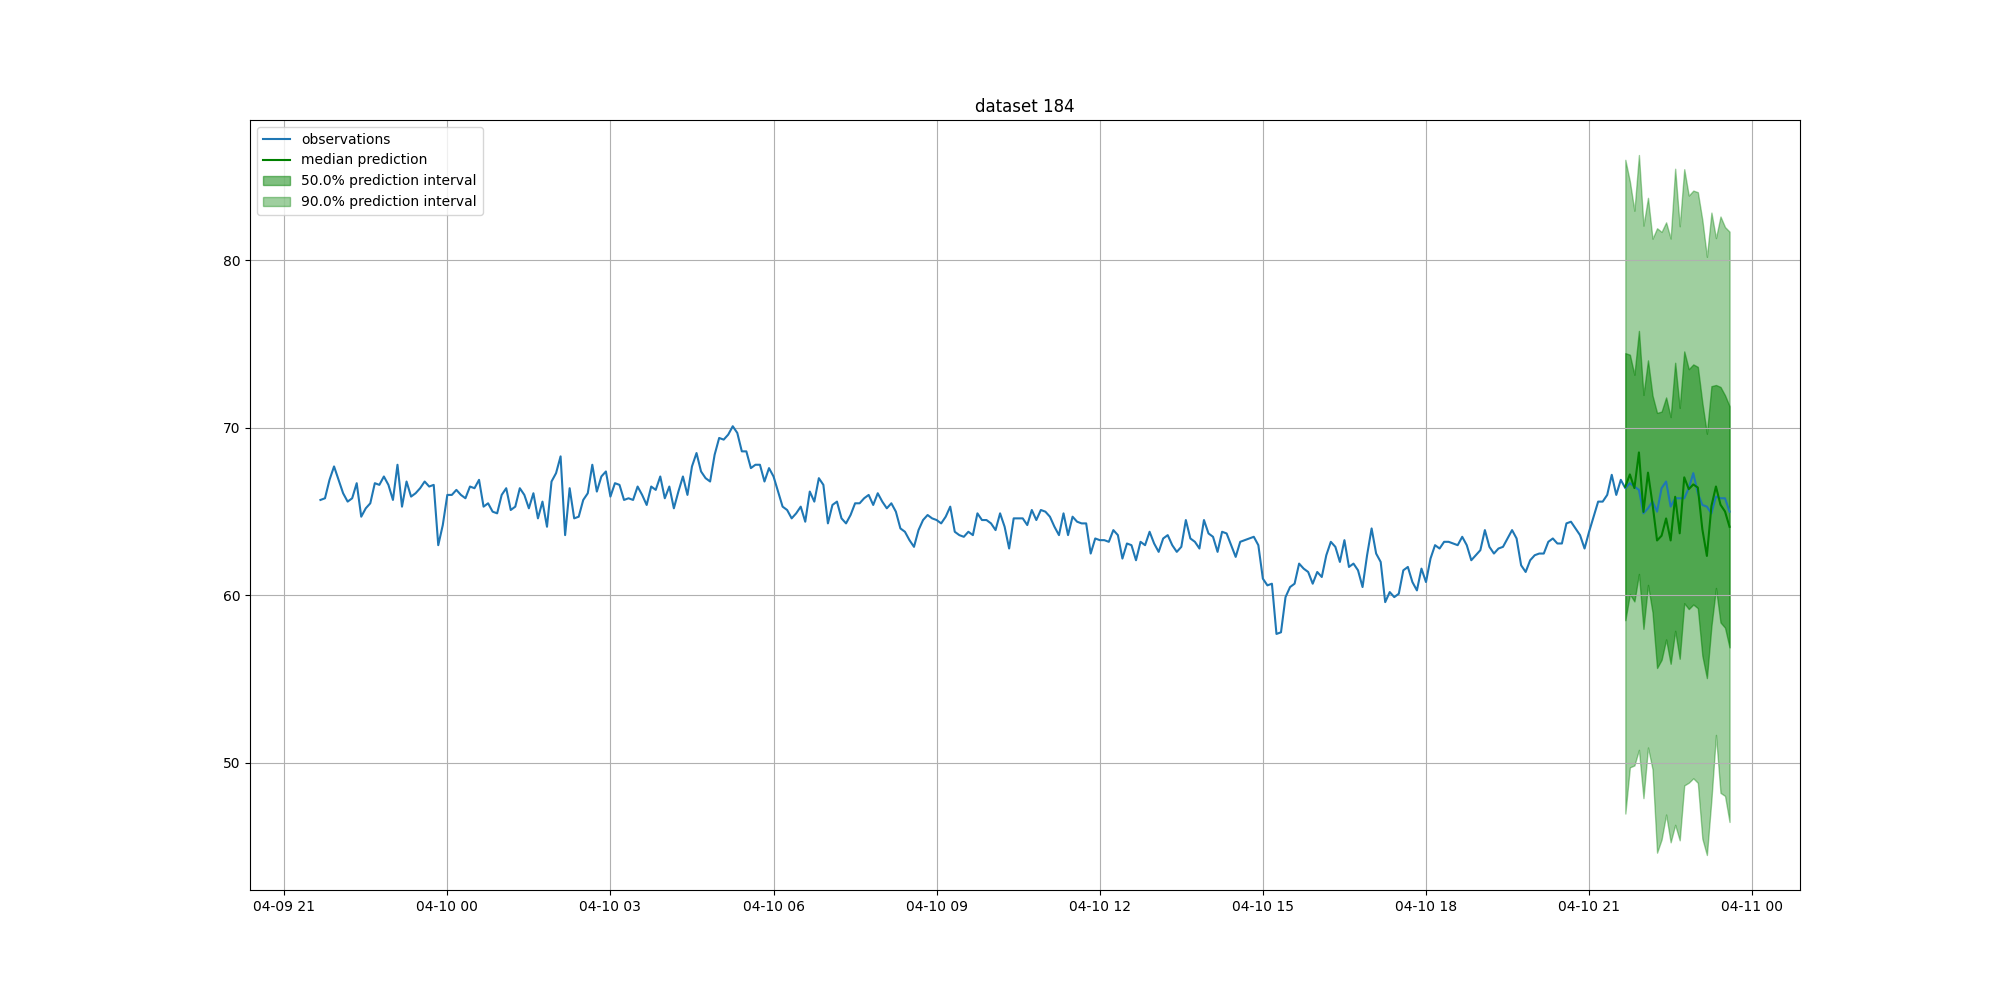 dataset 184
observations
median prediction
50.0% prediction interval
90.0% prediction interval
80
70
60
50
04-09 21
04-10 00
04-10 03
04-10 06
04-10 09
04-10 12
04-10 15
04-10 18
04-10 21
04-11 00